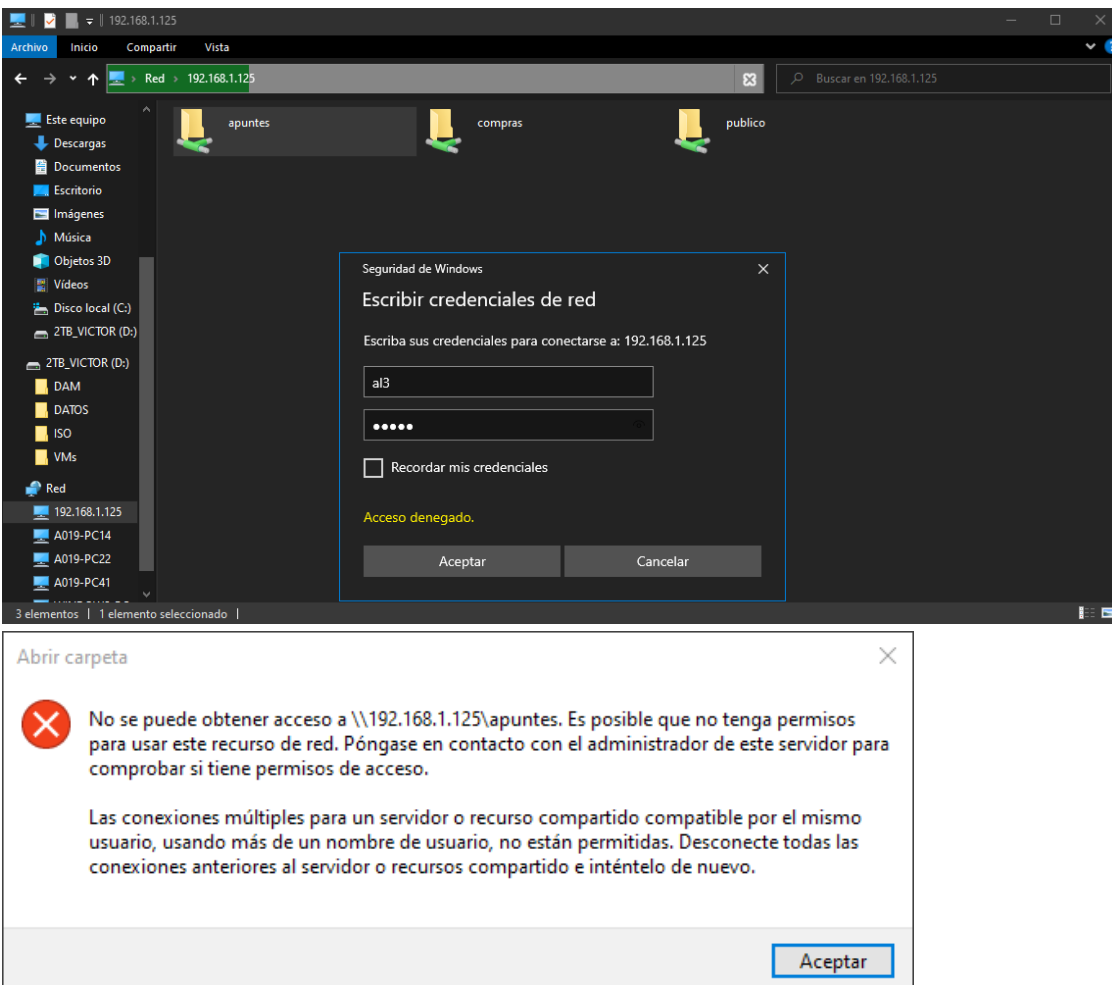 192.168.1.125
Archivo Inicio Compartir Vista
Red 192.168.1.125
Buscar en 192.168.1.125
Este equipo
Descargas
Documentos
Escritorio
Imágenes
Música
Objetos 3D
Vídeos
Disco local (C:)
2TB_VICTOR (D:)
2TB_VICTOR (D:)
DAM
DATOS
ISO
VMs
Red
192.168.1.125
A019-PC14
A019-PC22
A019-PC41
apuntes compras publico
Seguridad de Windows
Escribir credenciales de red
Escriba sus credenciales para conectarse a: 192.168.1.125
al3
Recordar mis credenciales
Acceso denegado.
Aceptar Cancelar
3 elementos | 1 elemento seleccionado |
Abrir carpeta
No se puede obtener acceso a \\192.168.1.125\apuntes. Es posible que no tenga permisos
para usar este recurso de red. Póngase en contacto con el administrador de este servidor para
comprobar si tiene permisos de acceso.
Las conexiones múltiples para un servidor o recurso compartido compatible por el mismo
usuario, usando más de un nombre de usuario, no están permitidas. Desconecte todas las
conexiones anteriores al servidor o recursos compartido e inténtelo de nuevo.
Aceptar